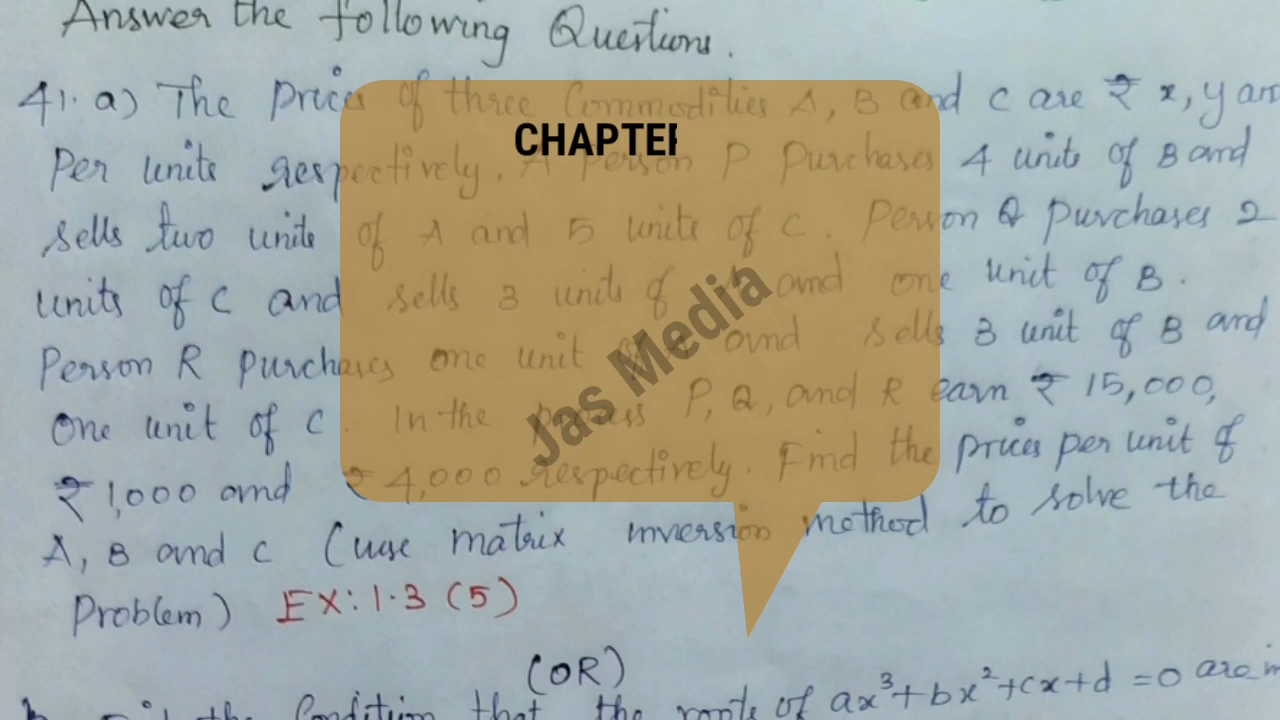 Answer the following Questions.
41. a) The prices of three Commodities A, B and C are ₹ x, y and
Per units respectively. A person P Purchases 4 units of B and
sells two units of A and 5 units of C. Person Q purchases 2
units of C and sells 3 units of A and one unit of B.
Person R purchases one unit of A and sells 3 unit of B and
One unit of C. In the process P, Q, and R earn ₹ 15,000,
₹ 1,000 and ₹ 4,000 respectively. Find the prices per unit of
A, B and C (use matrix inversion method to solve the
Problem) EX: 1.3 (5)
(OR)
the Condition that the roots of ax³+bx²+cx+d =0 are
CHAPTER
Jas Media